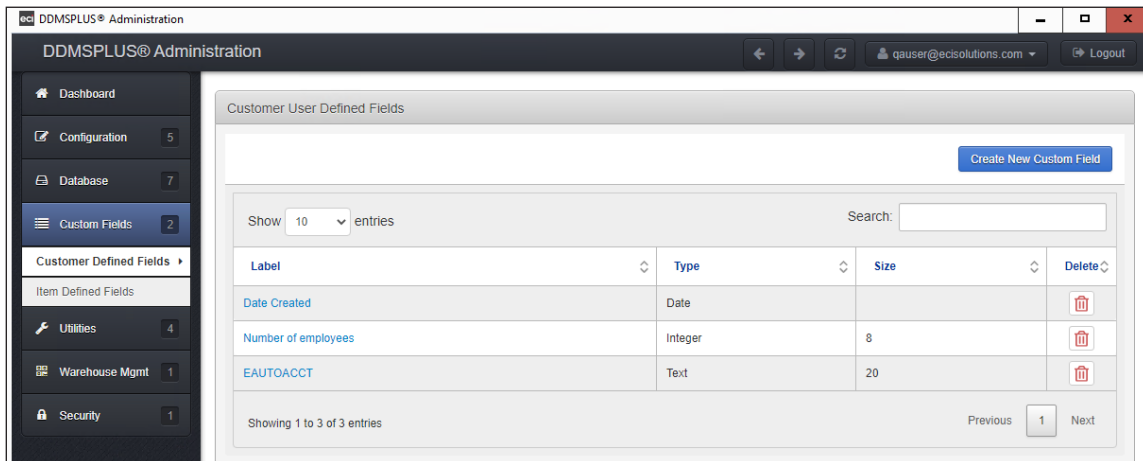 eci DDMSPLUS® Administration
DDMSPLUS® Administration
qauser@ecisolutions.com
Logout
Dashboard
Configuration 5
Database 7
Custom Fields 2
Customer Defined Fields
Item Defined Fields
Utilities 4
Warehouse Mgmt 1
Security 1
Customer User Defined Fields
Create New Custom Field
Show 10 entries
Search:
Label Type Size Delete
Date Created Date
Number of employees Integer 8
EAUTOACCT Text 20
Showing 1 to 3 of 3 entries
Previous 1 Next